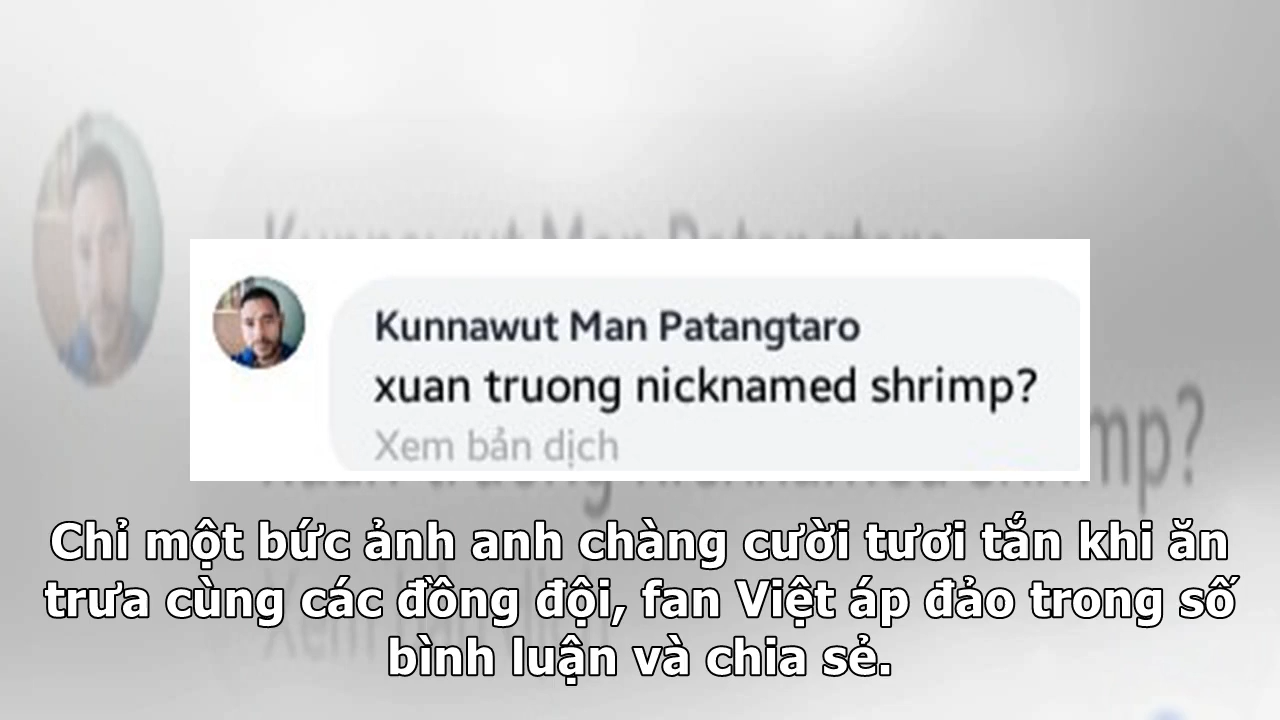 Kunnawut Man Patangtaro
xuan truong nicknamed shrimp?
Xem bản dịch
Chỉ một bức ảnh anh chàng cười tươi tắn khi ăn
trưa cùng các đồng đội, fan Việt áp đảo trong số
bình luận và chia sẻ.